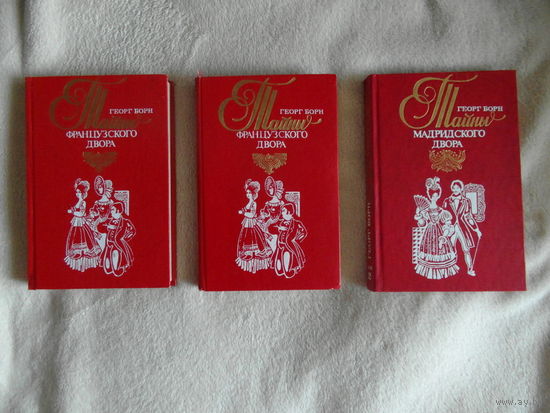 ГЕОРГ БОРН
Тайны
ФРАНЦУЗСКОГО
ДВОРА
ГЕОРГ БОРН
Тайны
ФРАНЦУЗСКОГО
ДВОРА
ГЕОРГ БОРН
Тайны
МАДРИДСКОГО
ДВОРА